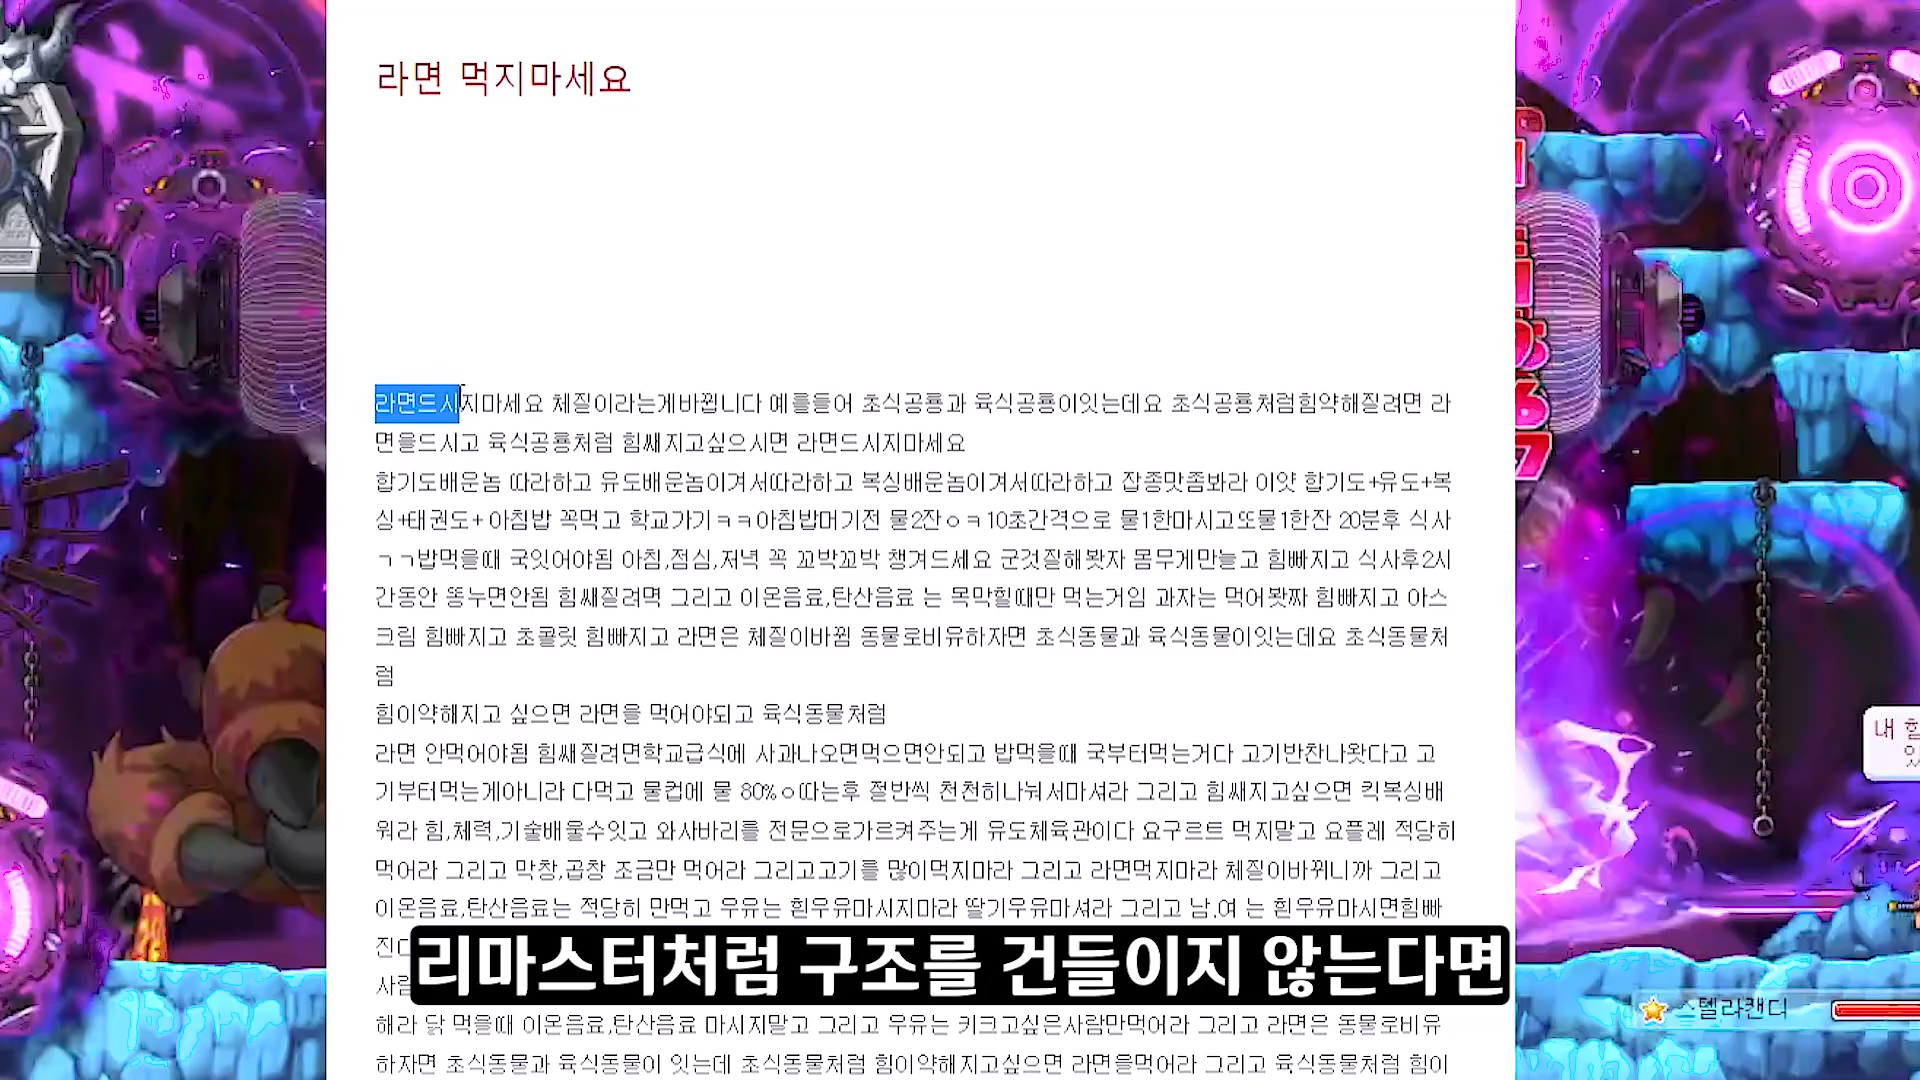 라면 먹지마세요
라면드시지마세요 체질이라는게바뀝니다 예를들어 초식공룡과 육식공룡이잇는데요 초식공룡처럼힘약해질려면 라
면을드시고 육식공룡처럼 힘쌔지고싶으시면 라면드시지마세요
합기도배운놈 따라하고 유도배운놈이겨서따라하고 복싱배운놈이겨서따라하고 잡종맛좀봐라 이얏 합기도+유도+복
싱+태권도+ 아침밥 꼭먹고 학교가기ㅋㅋ아침밥머기전 물2잔ㅇㅋ10초간격으로 물1한마시고또물1한잔 20분후 식사
ㄱㄱ밥먹을때 국잇어야됨 아침,점심,저녁 꼭 꼬박꼬박 챙겨드세요 군것질해봣자 몸무게만늘고 힘빠지고 식사후2시
간동안 똥누면안됨 힘쌔질려면 그리고 이온음료,탄산음료 는 목막힐때만 먹는거임 과자는 먹어봣짜 힘빠지고 아스
크림 힘빠지고 초콜릿 힘빠지고 라면은 체질이바뀜 동물로비유하자면 초식동물과 육식동물이잇는데요 초식동물처
럼
힘이약해지고 싶으면 라면을 먹어야되고 육식동물처럼
라면 안먹어야됨 힘쌔질려면학교급식에 사과나오면먹으면안되고 밥먹을때 국부터먹는거다 고기반찬나왓다고 고
기부터먹는게아니라 다먹고 물컵에 물 80%ㅇ따는후 절반씩 천천히나눠서마셔라 그리고 힘쌔지고싶으면 킥복싱배
워라 힘,체력,기술배울수잇고 와사바리를 전문으로가르켜주는게 유도체육관이다 요구르트 먹지말고 요플레 적당히
먹어라 그리고 막창,곱창 조금만 먹어라 그리고고기를 많이먹지마라 그리고 라면먹지마라 체질이바뀌니까 그리고
이온음료,탄산음료는 적당히 만먹고 우유는 흰우유마시지마라 딸기우유마셔라 그리고 남,여 는 흰우유마시면힘빠
진다
사람
리마스터처럼 구조를 건들이지 않는다면
해라 닭 먹을때 이온음료,탄산음료 마시지말고 그리고 우유는 키크고싶은사람만먹어라 그리고 라면은 동물로비유
하자면 초식동물과 육식동물이 잇는데 초식동물처럼 힘이약해지고싶으면 라면을먹어라 그리고 육식동물처럼 힘이
내
있
스텔라캔디